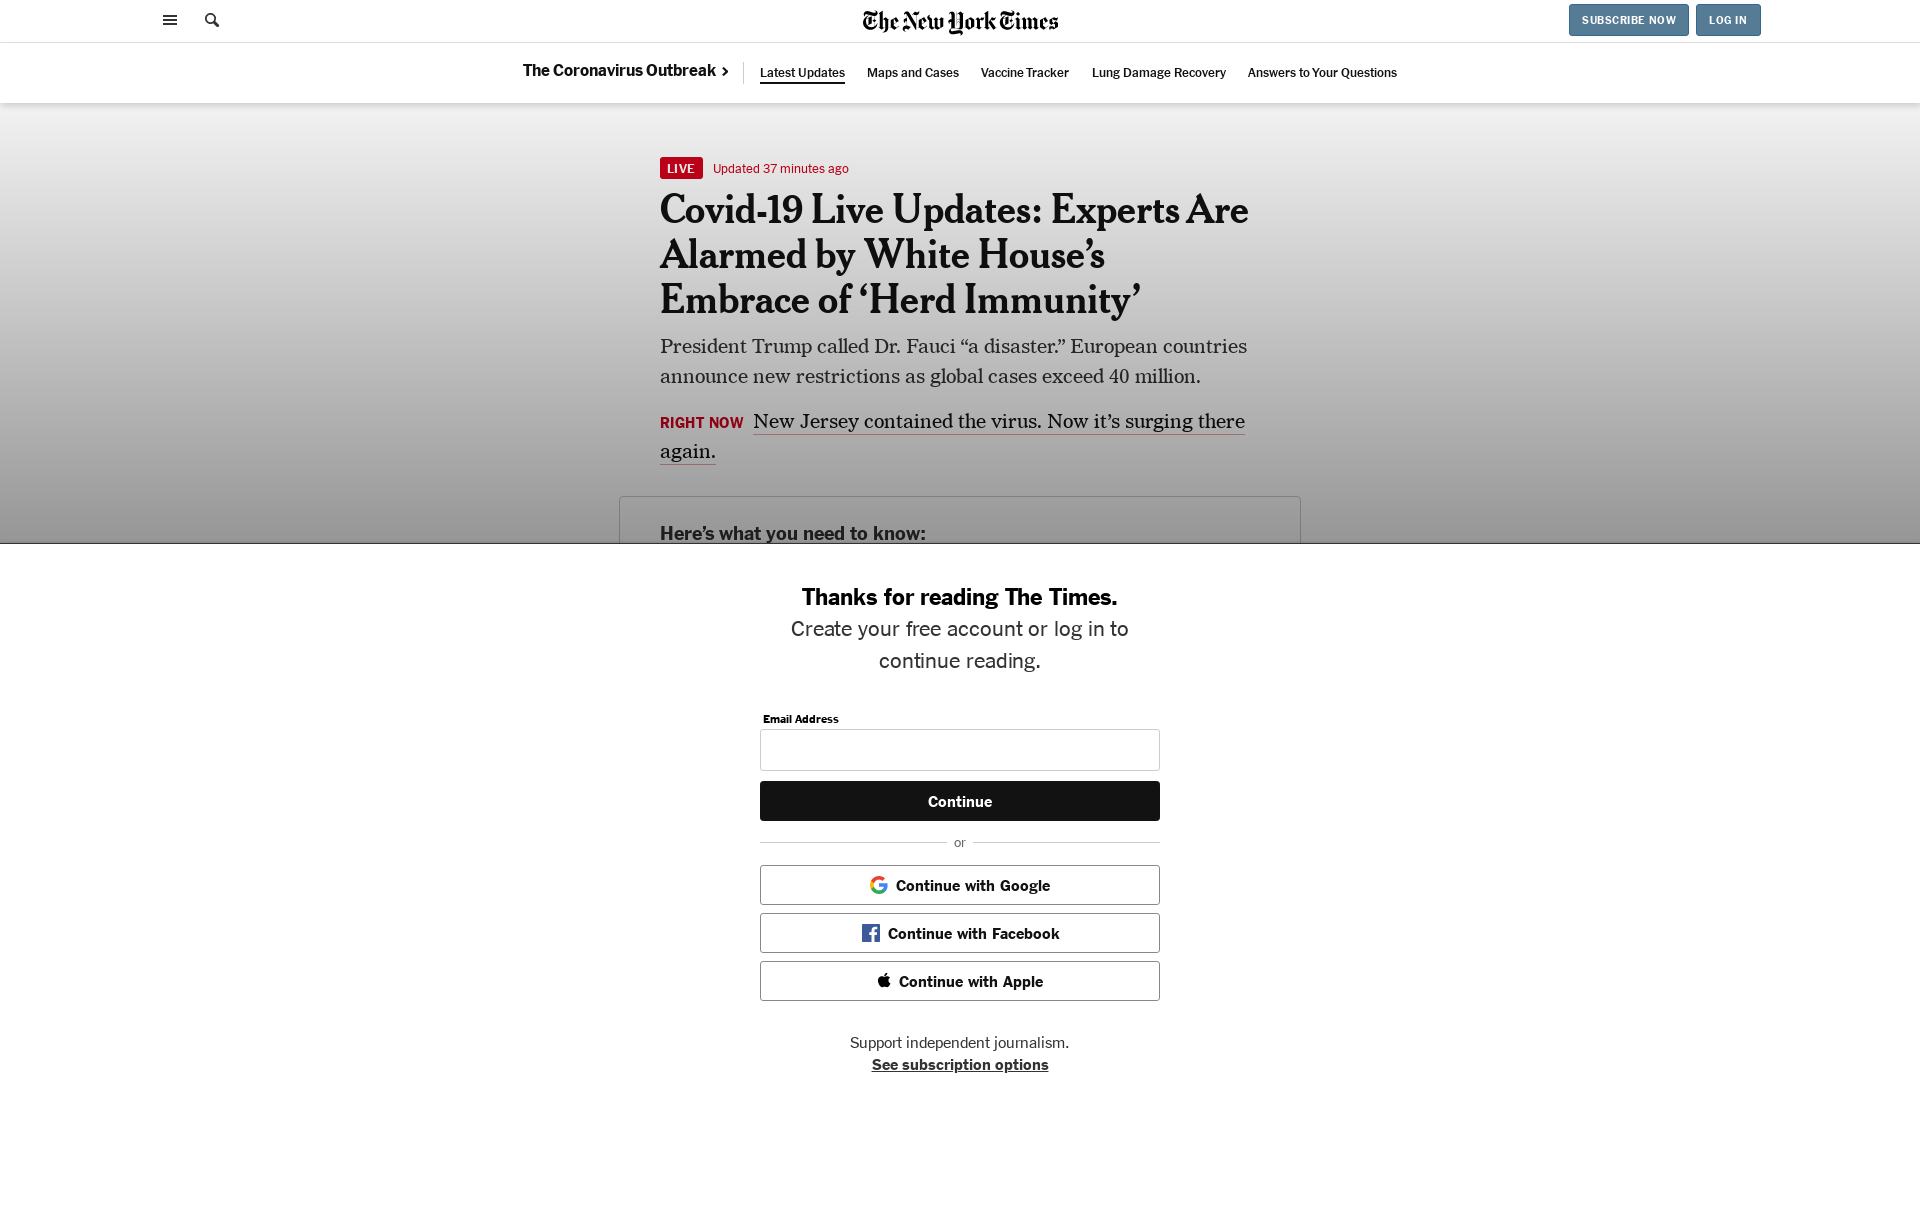 The New York Times
SUBSCRIBE NOW
LOG IN
The Coronavirus Outbreak
Latest Updates
Maps and Cases
Vaccine Tracker
Lung Damage Recovery
Answers to Your Questions
LIVE Updated 37 minutes ago
Covid-19 Live Updates: Experts Are
Alarmed by White House’s
Embrace of ‘Herd Immunity’
President Trump called Dr. Fauci “a disaster.” European countries
announce new restrictions as global cases exceed 40 million.
RIGHT NOW New Jersey contained the virus. Now it’s surging there
again.
Here’s what you need to know:
Thanks for reading The Times.
Create your free account or log in to
continue reading.
Email Address
Continue
or
Continue with Google
Continue with Facebook
Continue with Apple
Support independent journalism.
See subscription options